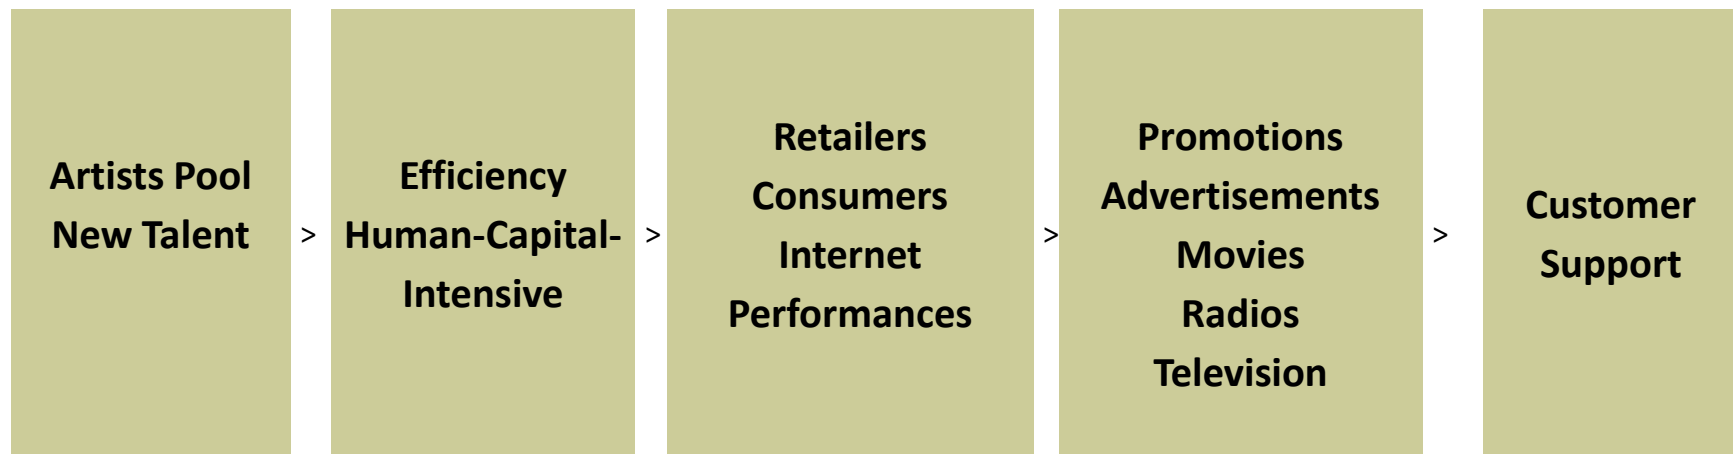 Artists Pool
New Talent
>
Efficiency
Human-Capital-
Intensive
>
Retailers
Consumers
Internet
Performances
>
Promotions
Advertisements
Movies
Radios
Television
>
Customer
Support